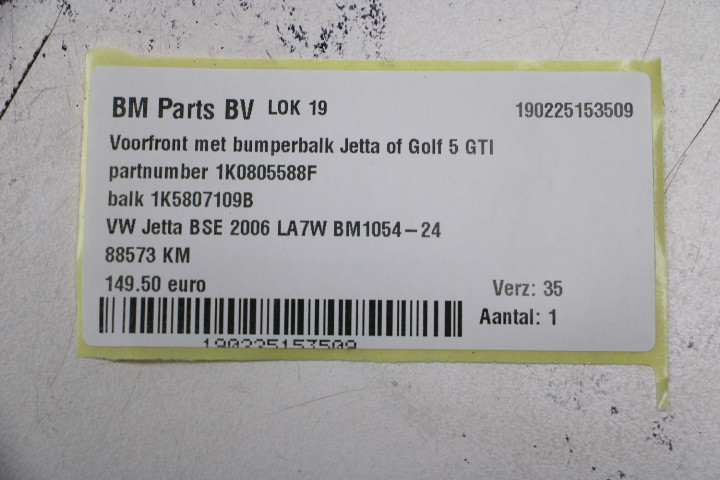 BM Parts BV LOK 19 190225153509
Voorfront met bumperbalk Jetta of Golf 5 GTI
partnumber 1K0805588F
balk 1K5807109B
VW Jetta BSE 2006 LA7W BM1054-24
88573 KM
149.50 euro Verz: 35
Aantal: 1
190225153509